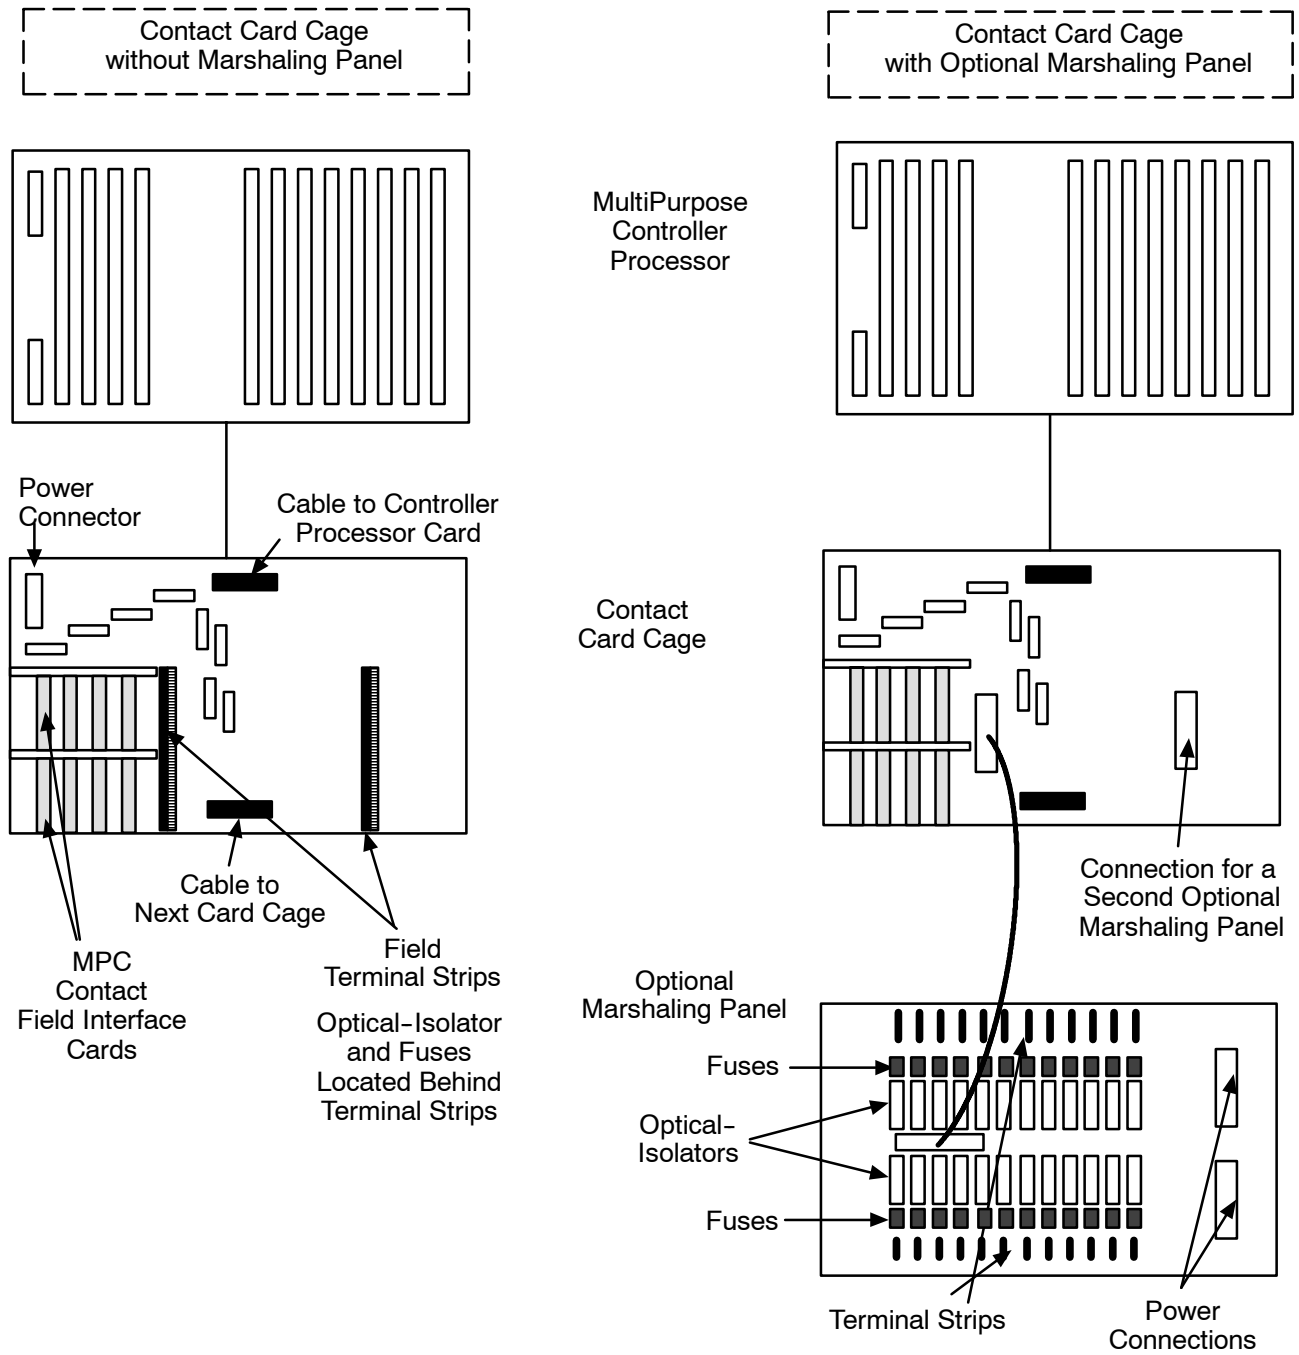 Contact Card Cage
without Marshaling Panel
Contact Card Cage
with Optional Marshaling Panel
MultiPurpose
Controller
Processor
Power
Connector
Cable to Controller
Processor Card
Contact
Card Cage
Cable to
Next Card Cage
MPC
Contact
Field Interface
Cards
Field
Terminal Strips
Optical-Isolator
and Fuses
Located Behind
Terminal Strips
Connection for a
Second Optional
Marshaling Panel
Optional
Marshaling Panel
Fuses
Optical-
Isolators
Fuses
Terminal Strips
Power
Connections